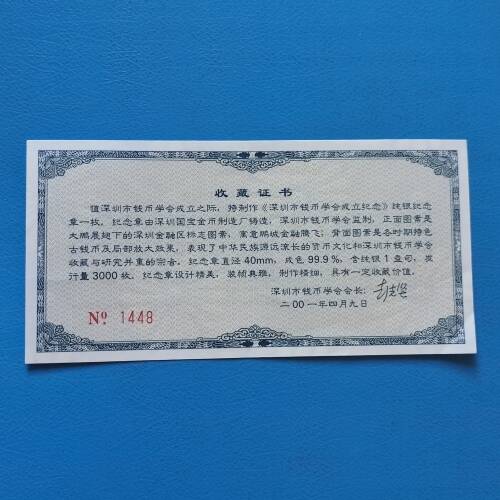 收藏证书
值深圳市钱币学会成立之际，特制作《深圳市钱币学会成立纪念》纯银纪念
章一枚。纪念章由深圳国宝金币制造厂铸造，深圳市钱币学会监制，正面图案是
大鹏展翅下的深圳金融区标志图案，寓意鹏城金融腾飞；背面图案是各时期特色
古钱币及局部放大效果，表现了中华民族源远流长的货币文化和深圳市钱币学会
收藏与研究并重的宗旨。纪念章直径40mm，成色99.9%，含纯银1盎司，发
行量3000枚。纪念章设计精美，装帧典雅，制作精细，具有一定收藏价值。
深圳市钱币学会会长：
二00一年四月九日
Nº 1448